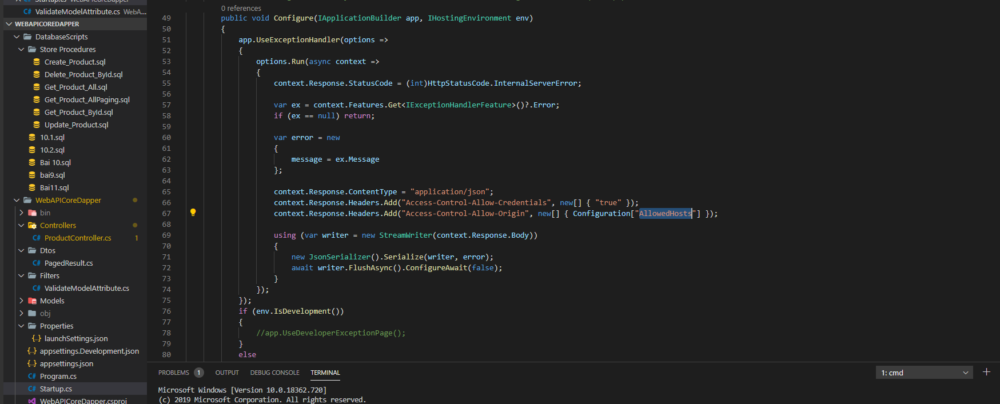 Startup.cs WebAPICoreDapper
ValidateModelAttribute.cs WebA...
WEBAPICOREDAPPER
DatabaseScripts
Store Procedures
Create_Product.sql
Delete_Product_ById.sql
Get_Product_All.sql
Get_Product_AllPaging.sql
Get_Product_ById.sql
Update_Product.sql
10.1.sql
10.2.sql
Bai 10.sql
bai9.sql
Bai11.sql
WebAPICoreDapper
bin
Controllers
C# ProductController.cs 1
Dtos
C# PagedResult.cs
Filters
C# ValidateModelAttribute.cs
Models
obj
Properties
{..} launchSettings.json
{..} appsettings.Development.json
{..} appsettings.json
C# Program.cs
C# Startup.cs
WebAPICoreDapper.csproj
0 references
49 public void Configure(IApplicationBuilder app, IHostingEnvironment env)
50 {
51 app.UseExceptionHandler(options =>
52 {
53 options.Run(async context =>
54 {
55 context.Response.StatusCode = (int)HttpStatusCode.InternalServerError;
56
57 var ex = context.Features.Get<IExceptionHandlerFeature>()?.Error;
58 if (ex == null) return;
59
60 var error = new
61 {
62 message = ex.Message
63 };
64
65 context.Response.ContentType = "application/json";
66 context.Response.Headers.Add("Access-Control-Allow-Credentials", new[] { "true" });
67 context.Response.Headers.Add("Access-Control-Allow-Origin", new[] { Configuration["AllowedHosts"] });
68
69 using (var writer = new StreamWriter(context.Response.Body))
70 {
71 new JsonSerializer().Serialize(writer, error);
72 await writer.FlushAsync().ConfigureAwait(false);
73 }
74 });
75 });
76 if (env.IsDevelopment())
77 {
78 //app.UseDeveloperExceptionPage();
79 }
80 else
PROBLEMS 1 OUTPUT DEBUG CONSOLE TERMINAL 1: cmd
Microsoft Windows [Version 10.0.18362.720]
(c) 2019 Microsoft Corporation. All rights reserved.